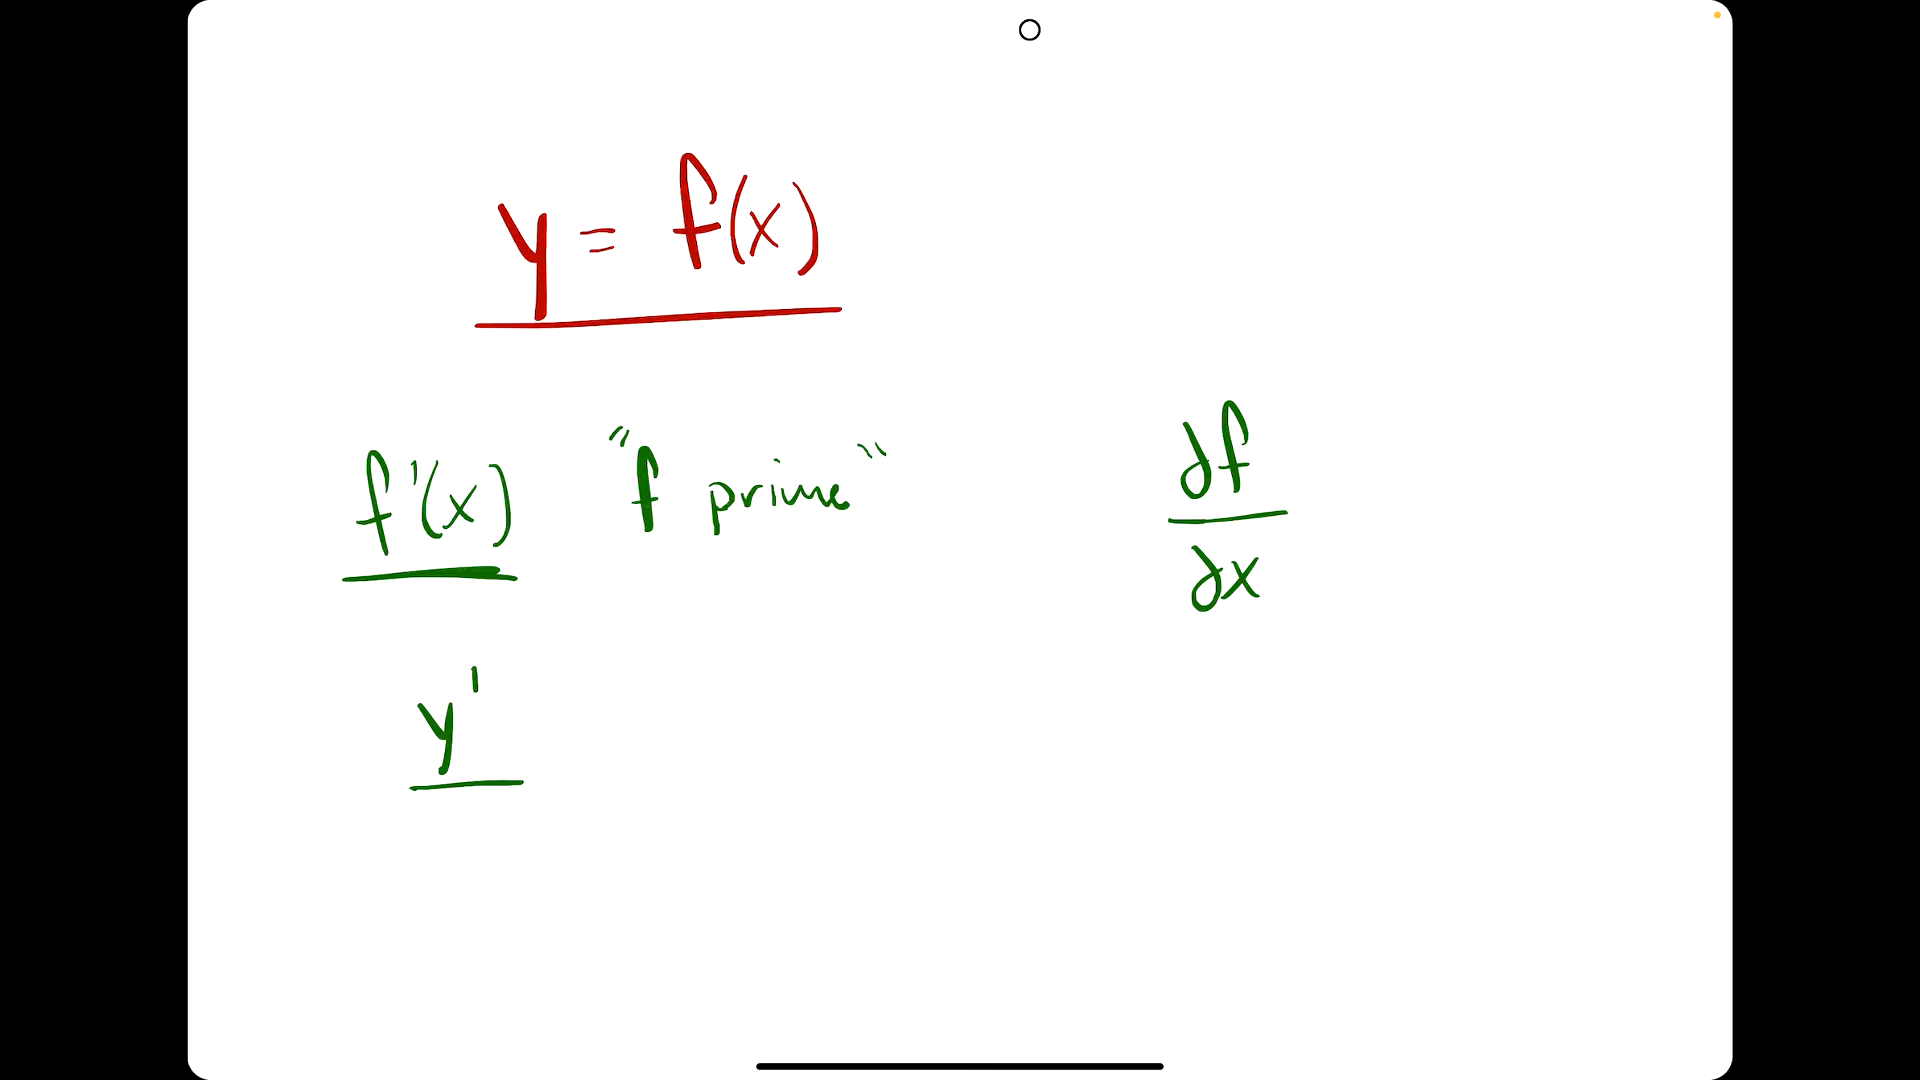 y = f(x)
f'(x) "f prime"
df
dx
y'